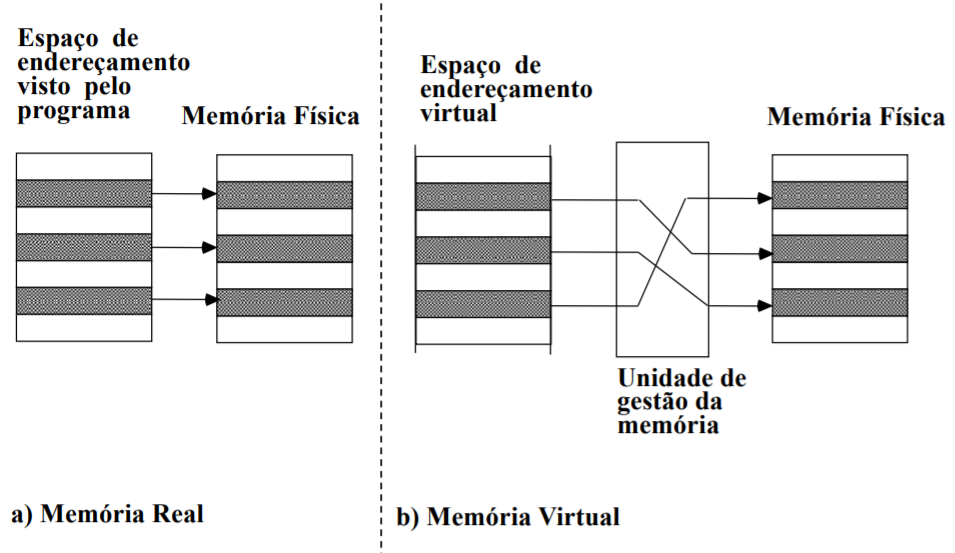 Espaço de
endereçamento
visto pelo
programa
Memória Física
Espaço de
endereçamento
virtual
Memória Física
Unidade de
gestão da
memória
a) Memória Real
b) Memória Virtual